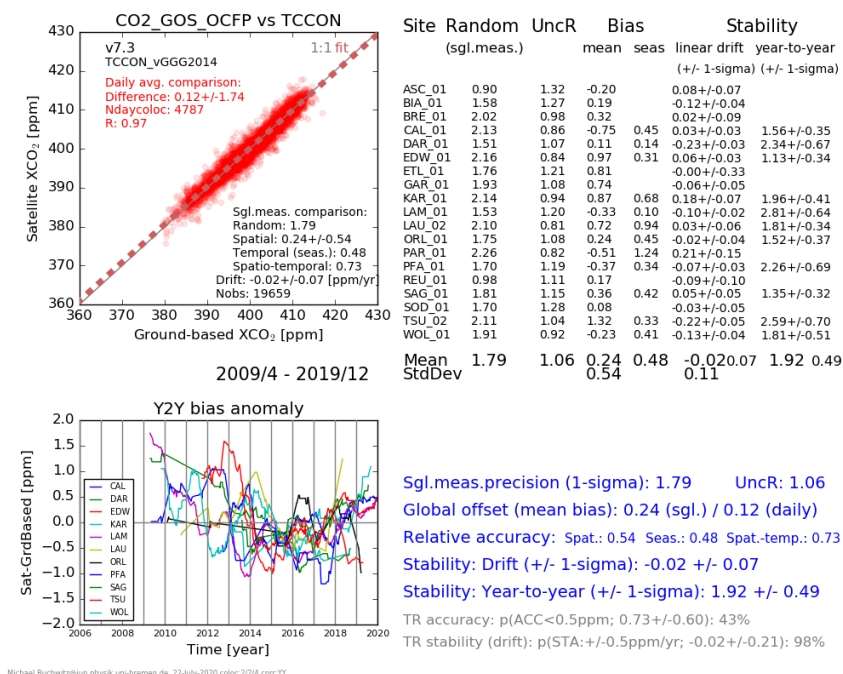 CO2_GOS_OCFP vs TCCON
430
420
410
400
390
380
370
360
Satellite XCO2 [ppm]
v7.3
TCCON_vGGG2014
1:1 fit
Daily avg. comparison:
Difference: 0.12+/-1.74
Ndaycoloc: 4787
R: 0.97
Sgl.meas. comparison:
Random: 1.79
Spatial: 0.24+/-0.54
Temporal (seas.): 0.48
Spatio-temporal: 0.73
Drift: -0.02+/-0.07 [ppm/yr]
Nobs: 19659
360 380 390 400 410 420 430
Ground-based XCO2 [ppm]
2009/4 - 2019/12
Site Random UncR Bias Stability
(sgl.meas.) mean seas linear drift year-to-year
(+/- 1-sigma) (+/- 1-sigma)
ASC_01 0.90 1.32 -0.20 0.08+/-0.07
BIA_01 1.58 1.27 0.19 -0.12+/-0.04
BRE_01 2.02 0.98 0.32 0.02+/-0.09
CAL_01 2.13 0.86 -0.75 0.45 0.03+/-0.03 1.56+/-0.35
DAR_01 1.51 1.07 0.11 0.14 -0.23+/-0.03 2.34+/-0.67
EDW_01 2.16 0.84 0.97 0.31 0.06+/-0.03 1.13+/-0.34
ETL_01 1.76 1.21 0.81 -0.00+/-0.33
GAR_01 1.93 1.08 0.74 -0.06+/-0.05
KAR_01 2.14 0.94 0.87 0.68 0.18+/-0.07 1.96+/-0.41
LAM_01 1.53 1.20 -0.33 0.10 -0.10+/-0.02 2.81+/-0.64
LAU_02 2.10 0.81 0.72 0.94 0.03+/-0.06 1.81+/-0.34
ORL_01 1.75 1.08 0.24 0.45 -0.02+/-0.04 1.52+/-0.37
PAR_01 2.26 0.82 -0.51 1.24 0.21+/-0.15
PFA_01 1.70 1.19 -0.37 0.34 -0.07+/-0.03 2.26+/-0.69
REU_01 0.98 1.11 0.17 -0.09+/-0.10
SAG_01 1.81 1.15 0.36 0.42 0.05+/-0.05 1.35+/-0.32
SOD_01 1.70 1.28 0.08 -0.03+/-0.05
TSU_02 2.11 1.04 1.32 0.33 -0.22+/-0.05 2.59+/-0.70
WOL_01 1.91 0.92 -0.23 0.41 -0.13+/-0.04 1.81+/-0.51
Mean 1.79 1.06 0.24 0.48 -0.02 0.07 1.92 0.49
StdDev 0.54 0.11
Y2Y bias anomaly
2.0
1.5
1.0
0.5
0.0
−0.5
−1.0
−1.5
−2.0
Sat-GrdBased [ppm]
CAL
DAR
EDW
KAR
LAM
LAU
ORL
PFA
SAG
TSU
WOL
2006 2008 2010 2012 2014 2016 2018 2020
Time [year]
Sgl.meas.precision (1-sigma): 1.79 UncR: 1.06
Global offset (mean bias): 0.24 (sgl.) / 0.12 (daily)
Relative accuracy: Spat.: 0.54 Seas.: 0.48 Spat.-temp.: 0.73
Stability: Drift (+/- 1-sigma): -0.02 +/- 0.07
Stability: Year-to-year (+/- 1-sigma): 1.92 +/- 0.49
TR accuracy: p(ACC<0.5ppm; 0.73+/-0.60): 43%
TR stability (drift): p(STA:+/-0.5ppm/yr; -0.02+/-0.21): 98%